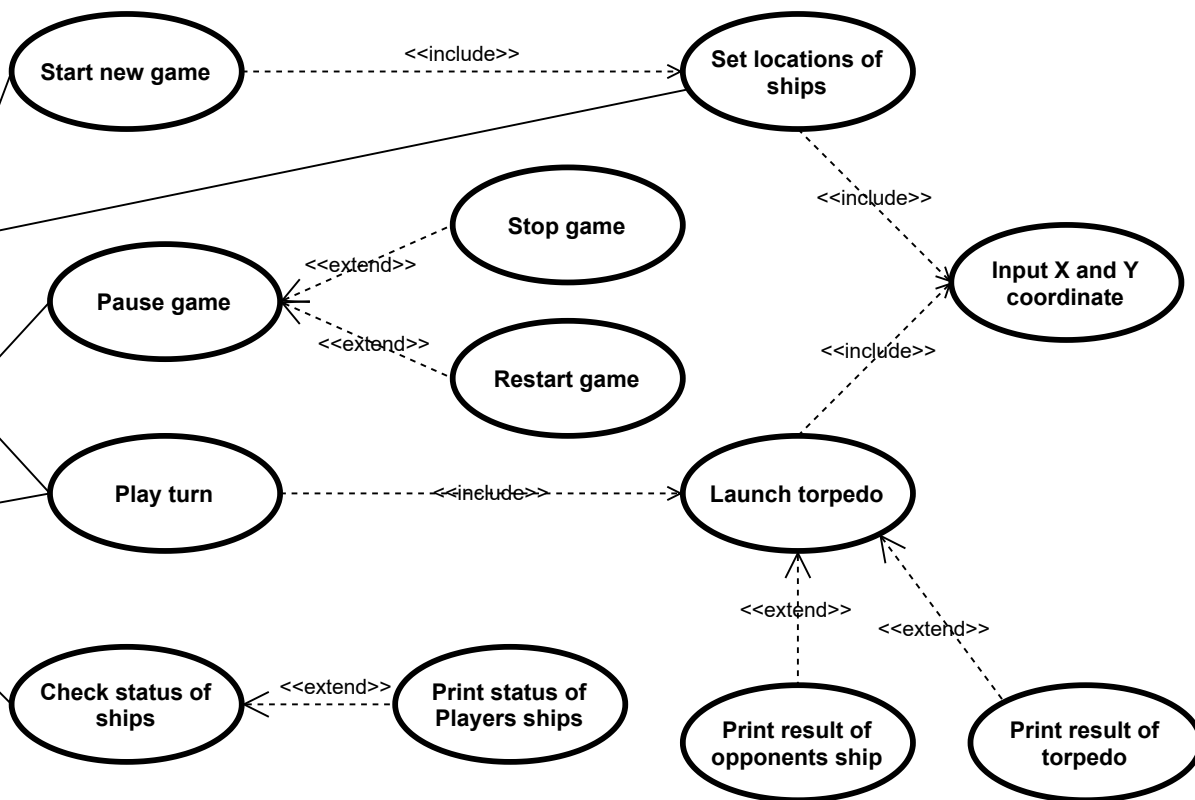 Start new game
<<include>>
Set locations of
ships
<<include>>
Stop game
<<extend>>
Pause game
Input X and Y
coordinate
<<extend>>
Restart game
<<include>>
Play turn
<<include>>
Launch torpedo
<<extend>>
<<extend>>
Check status of
ships
<<extend>>
Print status of
Players ships
Print result of
opponents ship
Print result of
torpedo